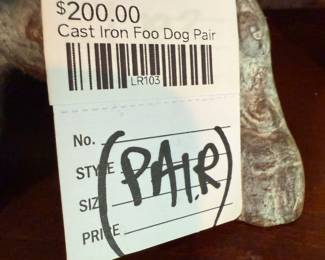 $200.00
Cast Iron Foo Dog Pair
LR103
No.
STYLE
SIZE
PRICE
(PAIR)